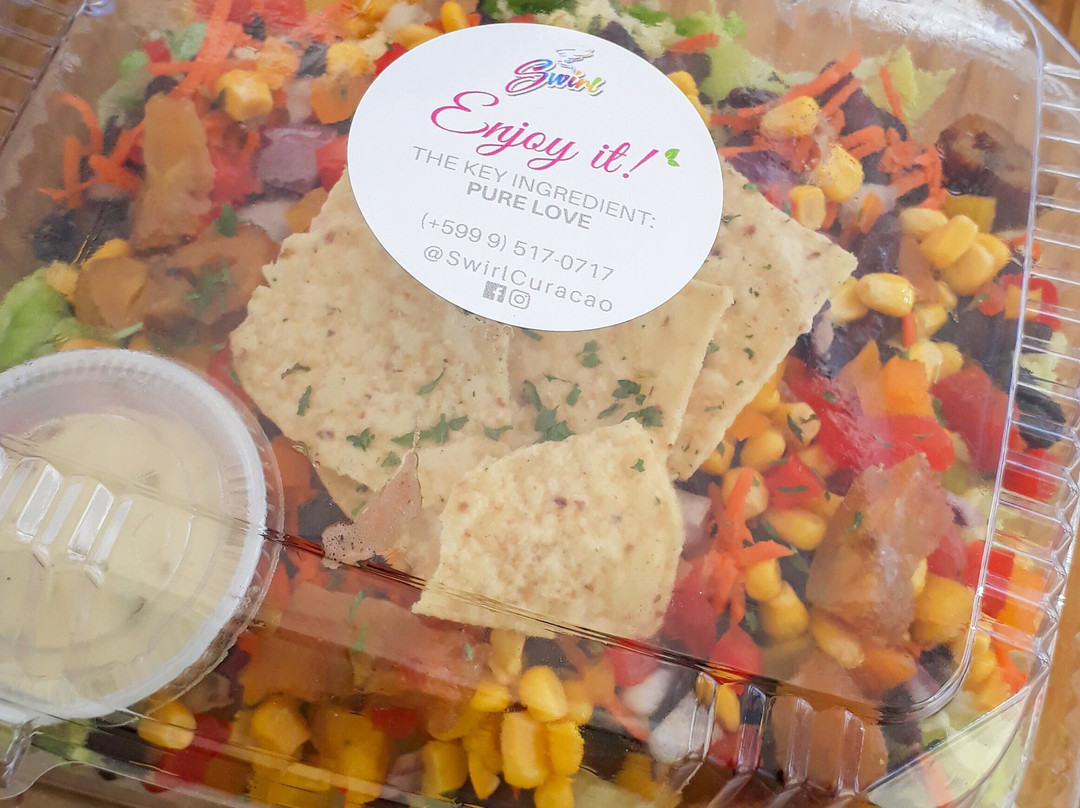 Swirl
Enjoy it!
THE KEY INGREDIENT:
PURE LOVE
(+599 9) 517-0717
@SwirlCuracao